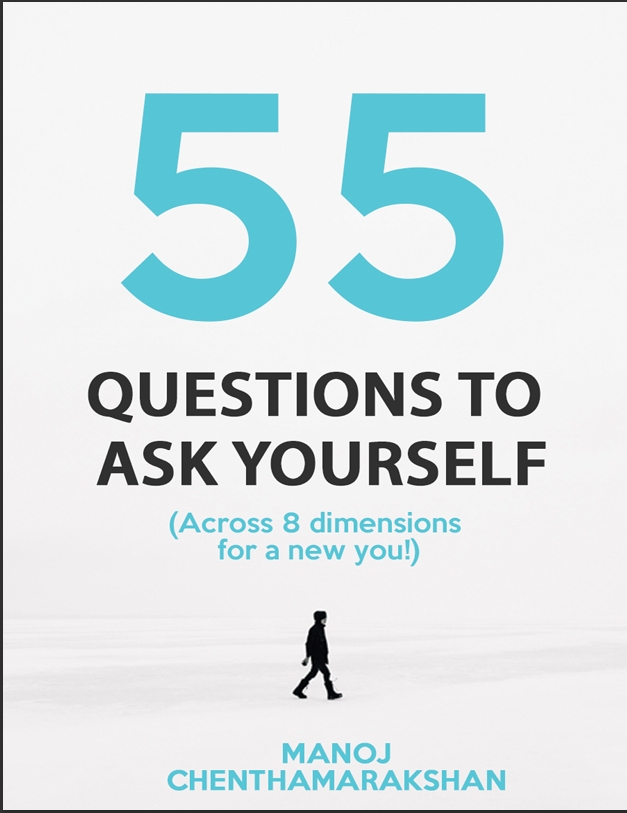 55
QUESTIONS TO
ASK YOURSELF
(Across 8 dimensions
for a new you!)
MANOJ
CHENTHAMARAKSHAN